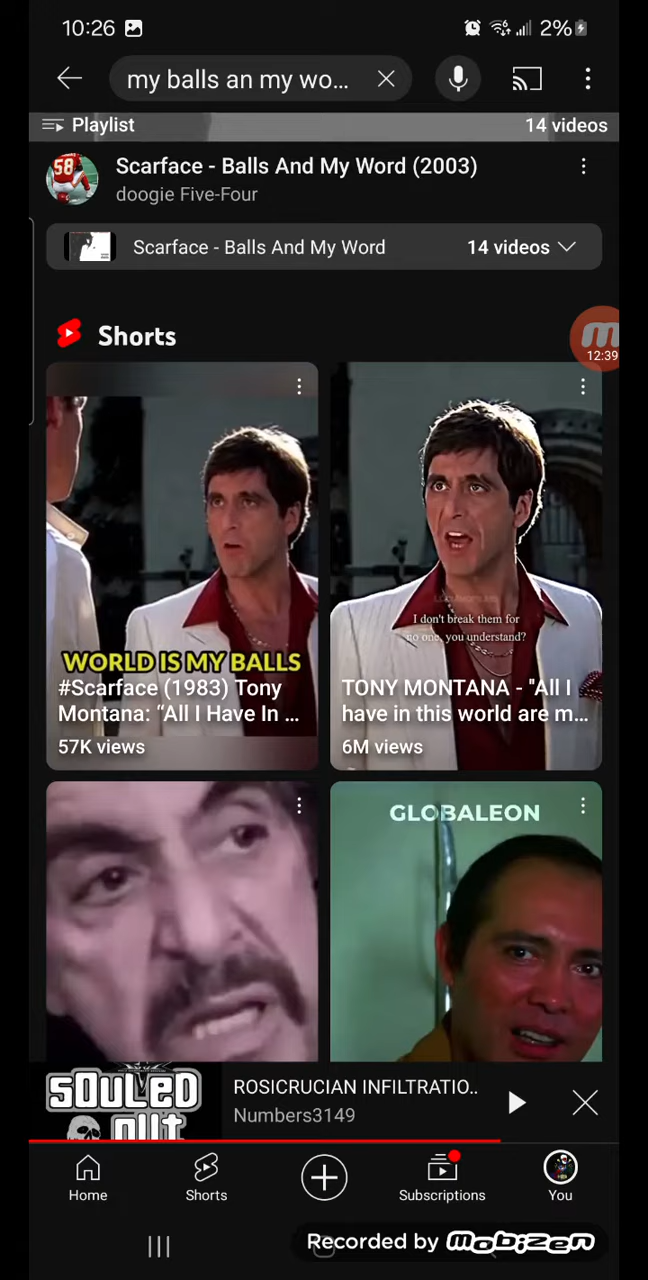 10:26
2%
my balls an my wo...
Playlist
14 videos
58
Scarface - Balls And My Word (2003)
doogie Five-Four
Scarface - Balls And My Word
14 videos
Shorts
12:39
I don't break them for
no one, you understand?
WORLD IS MY BALLS
#Scarface (1983) Tony
Montana: “All I Have In ...
57K views
TONY MONTANA - "All I
have in this world are m...
6M views
GLOBALEON
SOULED
OUT
ROSICRUCIAN INFILTRATIO..
Numbers3149
Home
Shorts
Subscriptions
You
Recorded by mobizen